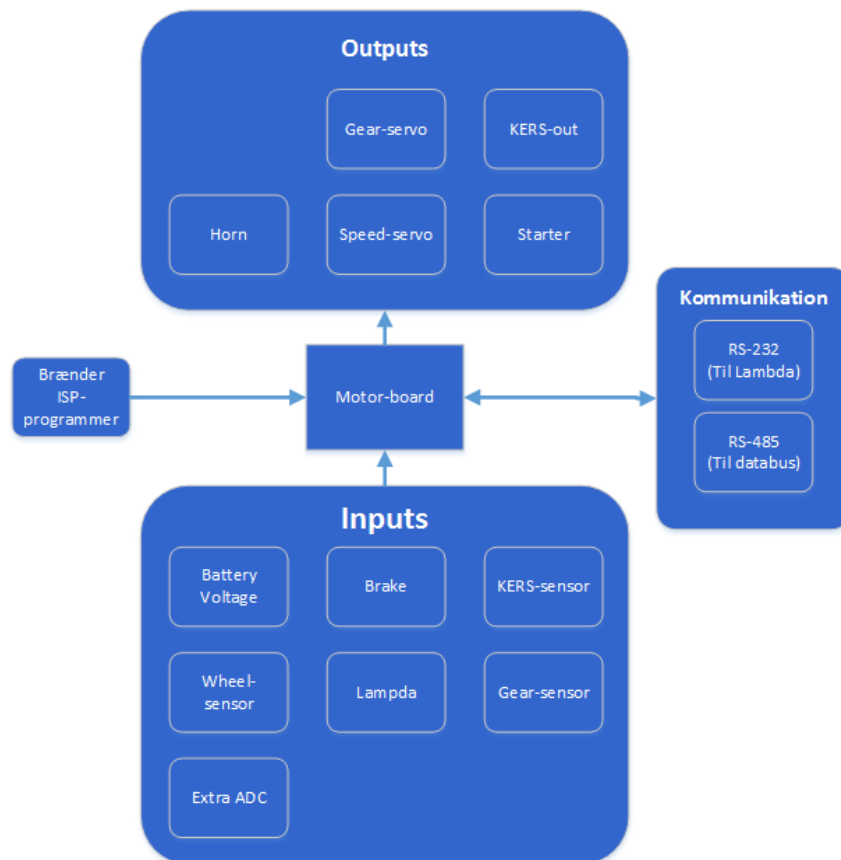 Outputs
Gear-servo
KERS-out
Horn
Speed-servo
Starter
Kommunikation
RS-232
(Til Lambda)
RS-485
(Til databus)
Brænder
ISP-
programmer
Motor-board
Inputs
Battery
Voltage
Brake
KERS-sensor
Wheel-
sensor
Lampda
Gear-sensor
Extra ADC